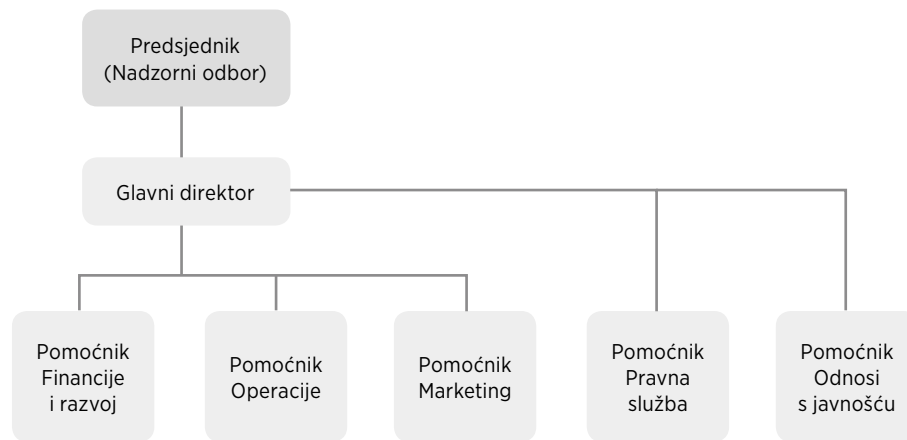 Predsjednik
(Nadzorni odbor)
Glavni direktor
Pomoćnik
Financije
i razvoj
Pomoćnik
Operacije
Pomoćnik
Marketing
Pomoćnik
Pravna
služba
Pomoćnik
Odnosi
s javnošću